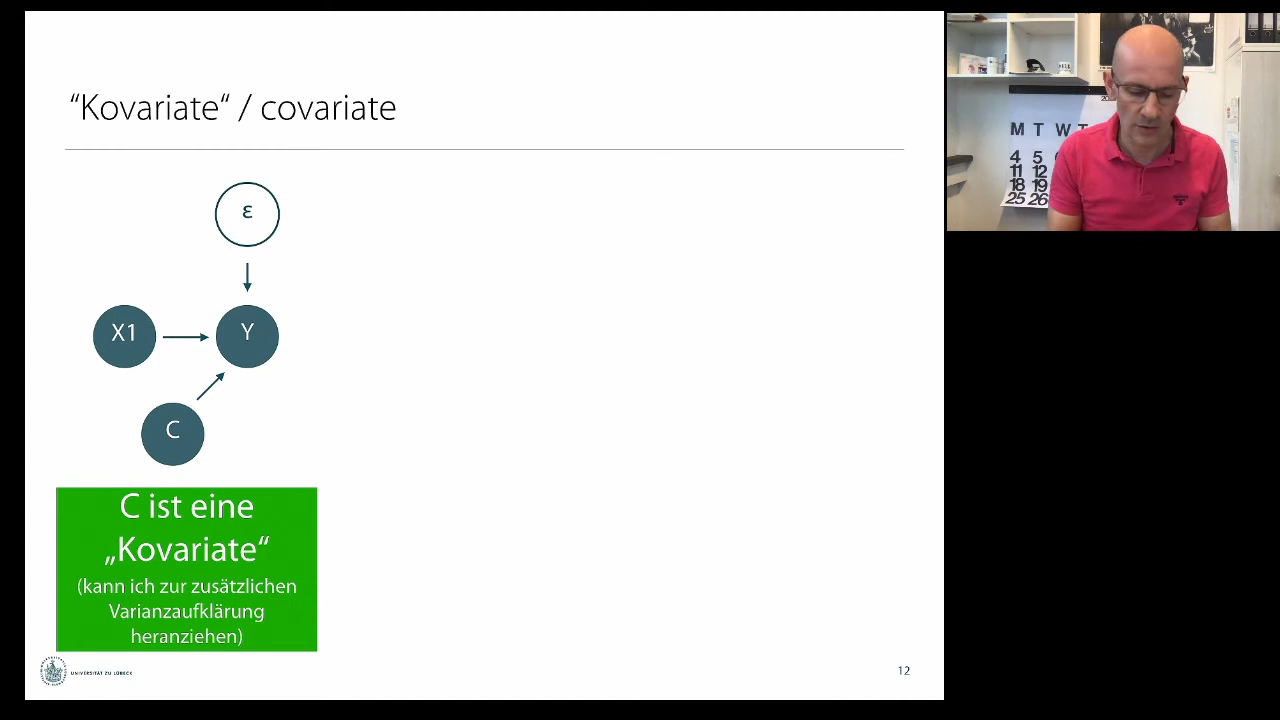 “Kovariate“ / covariate
ε
X1
Y
C
C ist eine
„Kovariate“
(kann ich zur zusätzlichen
Varianzaufklärung
heranziehen)
UNIVERSITÄT ZU LÜBECK
12
M T W T
4 5
11 12
18 19
25 26